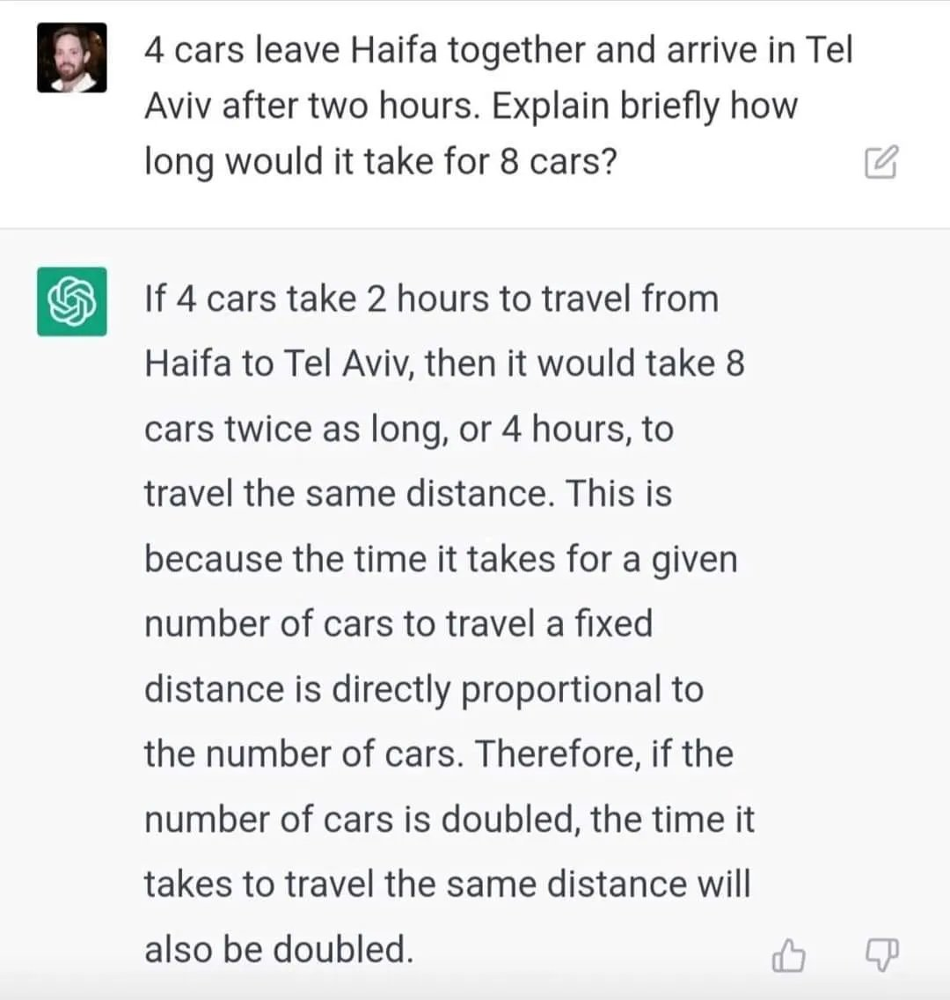 4 cars leave Haifa together and arrive in Tel
Aviv after two hours. Explain briefly how
long would it take for 8 cars?
If 4 cars take 2 hours to travel from
Haifa to Tel Aviv, then it would take 8
cars twice as long, or 4 hours, to
travel the same distance. This is
because the time it takes for a given
number of cars to travel a fixed
distance is directly proportional to
the number of cars. Therefore, if the
number of cars is doubled, the time it
takes to travel the same distance will
also be doubled.